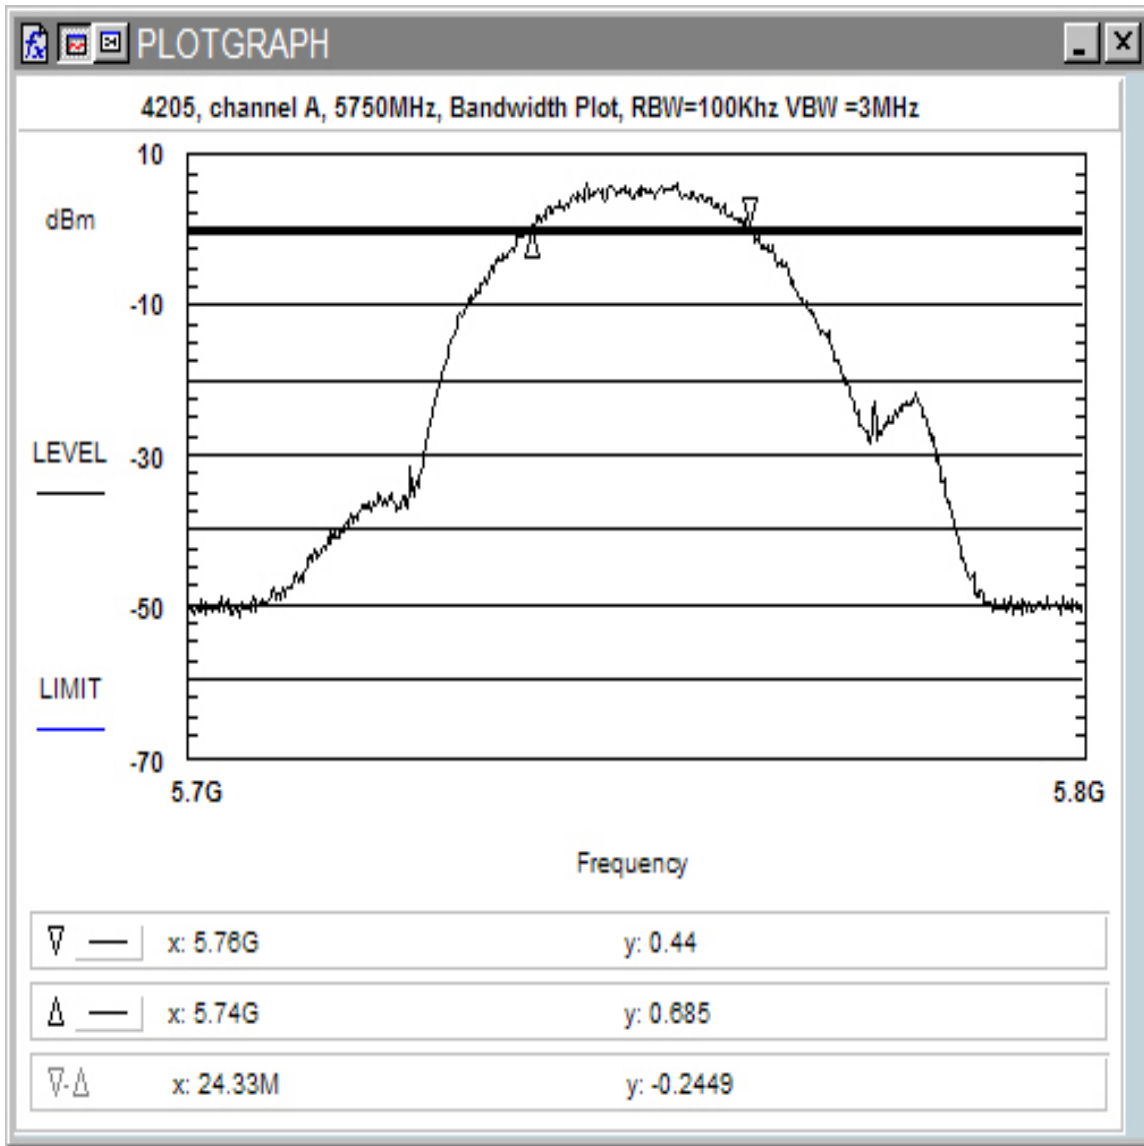 PLOTGRAPH
4205, channel A, 5750MHz, Bandwidth Plot, RBW=100Khz VBW =3MHz
10
dBm
-10
LEVEL -30
-50
LIMIT
-70
5.7G 5.8G
Frequency
x: 5.76G y: 0.44
x: 5.74G y: 0.685
x: 24.33M y: -0.2449